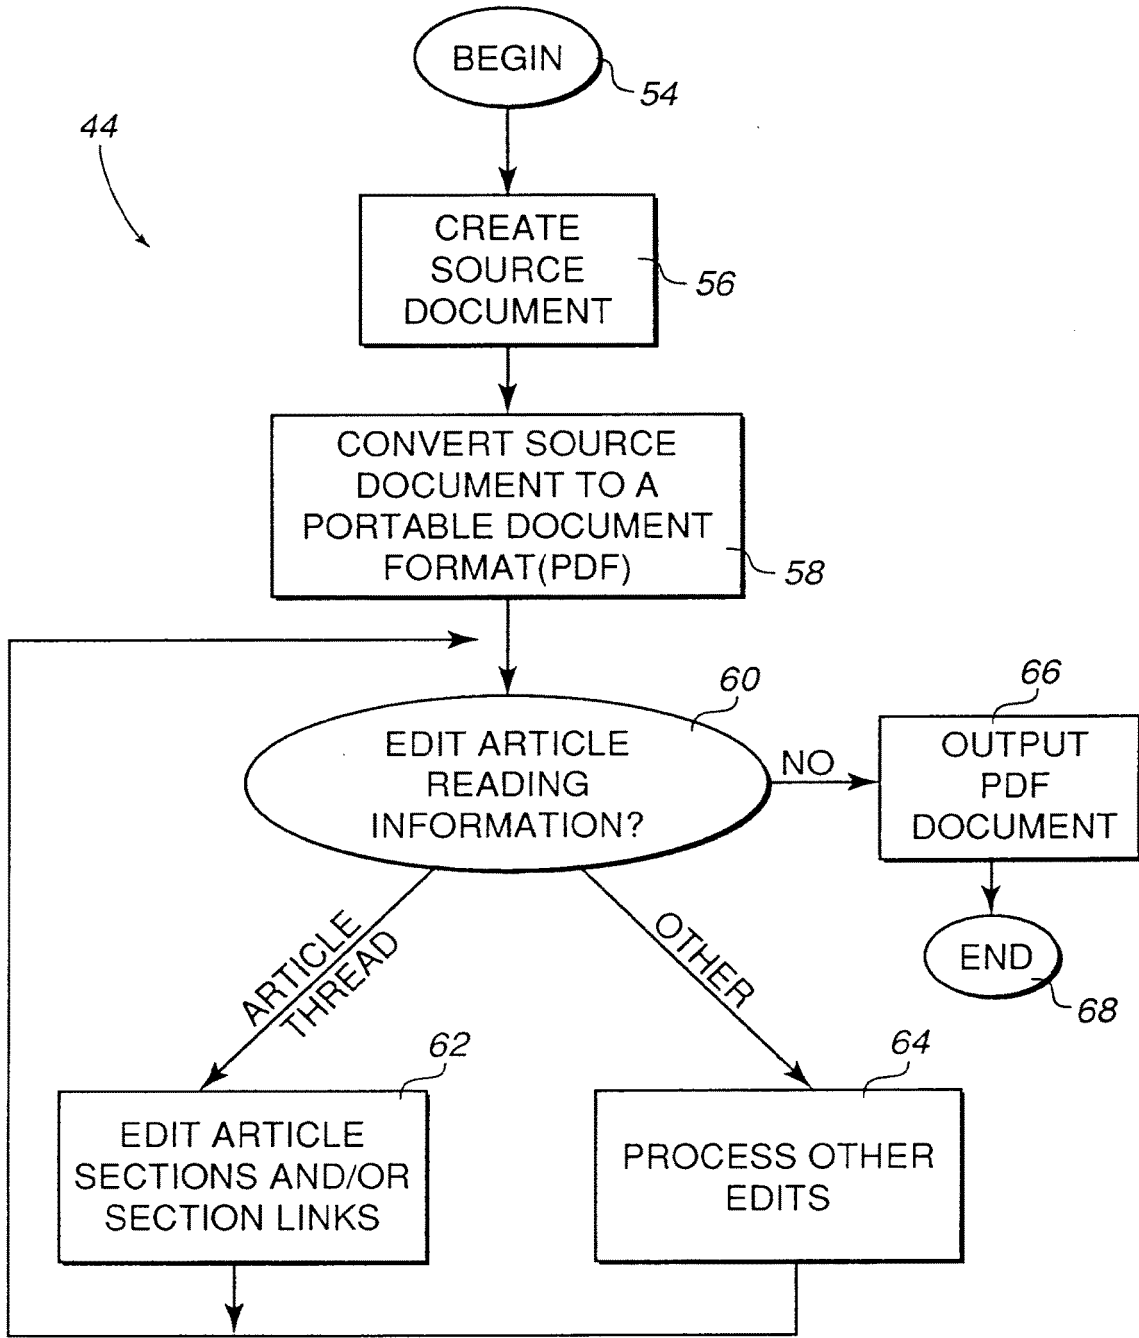 BEGIN
54
44
CREATE
SOURCE
DOCUMENT
56
CONVERT SOURCE
DOCUMENT TO A
PORTABLE DOCUMENT
FORMAT(PDF)
58
60
EDIT ARTICLE
READING
INFORMATION?
NO
66
OUTPUT
PDF
DOCUMENT
END
68
ARTICLE
THREAD
OTHER
62
EDIT ARTICLE
SECTIONS AND/OR
SECTION LINKS
64
PROCESS OTHER
EDITS